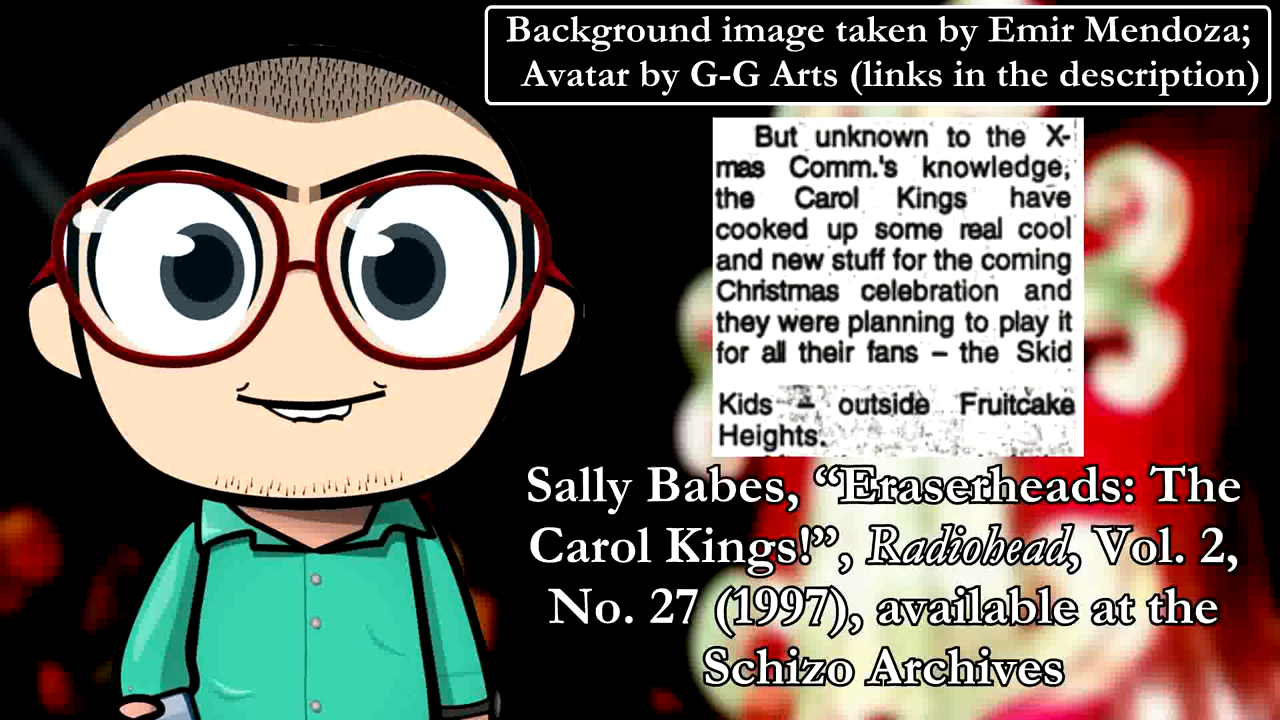 Background image taken by Emir Mendoza;
Avatar by G-G Arts (links in the description)
But unknown to the X-
mas Comm.'s knowledge,
the Carol Kings have
cooked up some real cool
and new stuff for the coming
Christmas celebration and
they were planning to play it
for all their fans – the Skid
Kids – outside Fruitcake
Heights.
Sally Babes, “Eraserheads: The
Carol Kings!”, Radiohead, Vol. 2,
No. 27 (1997), available at the
Schizo Archives